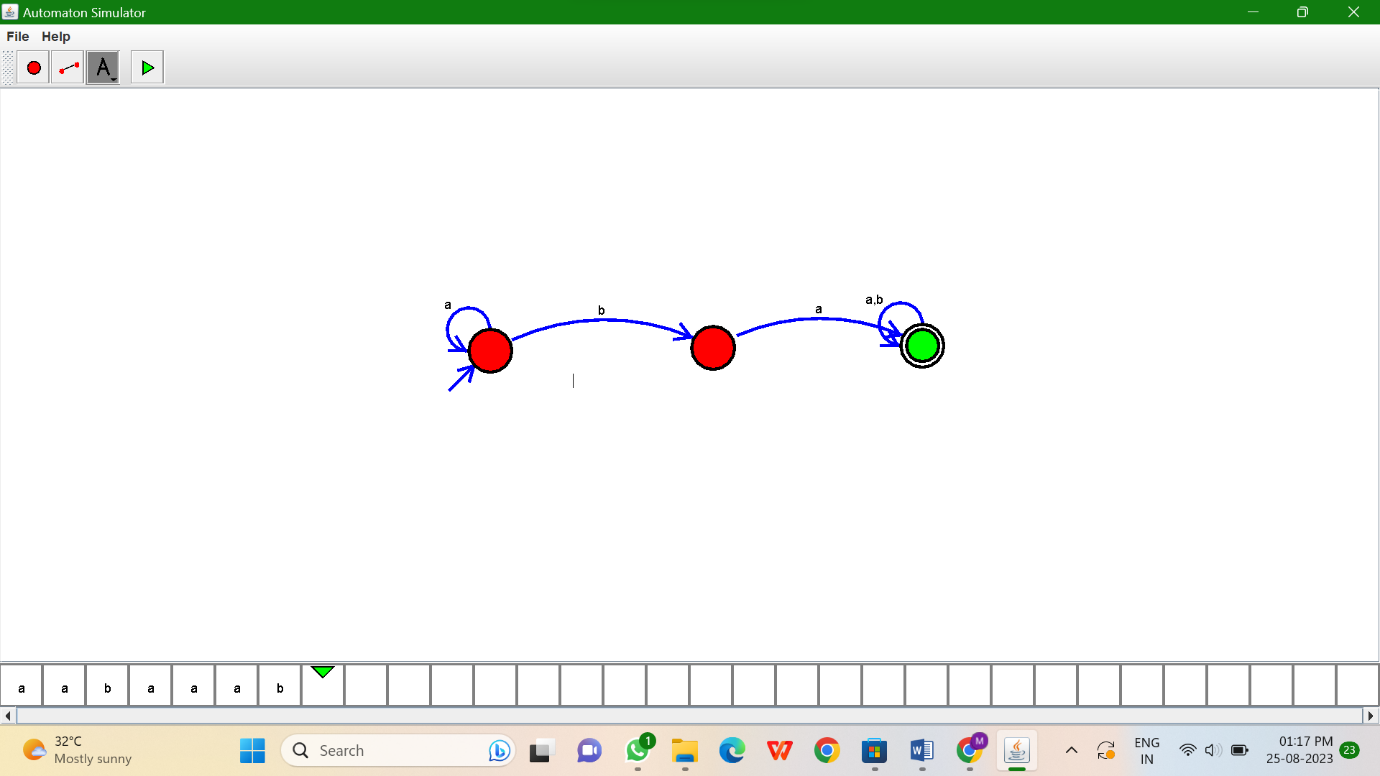 Automaton Simulator
File Help
A
a
b
a
a,b
a a b a a a b
32°C
Mostly sunny
Search
1
W
M
ENG
IN
01:17 PM
25-08-2023
23